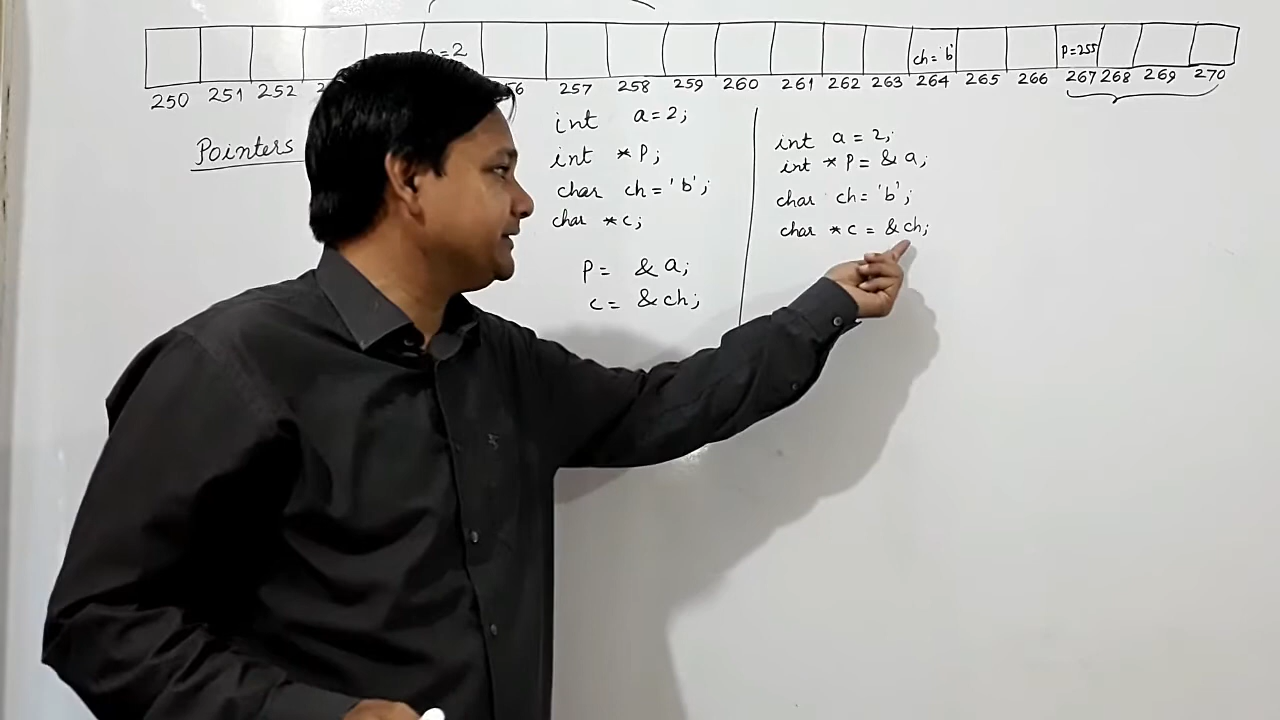 a=2 ch='b' P=255
250 251 252 257 258 259 260 261 262 263 264 265 266 267 268 269 270
Pointers
int a=2;
int *P;
char ch='b';
char *c;
P= &a;
c= &ch;
int a=2;
int *P=&a;
char ch='b';
char *c=&ch;